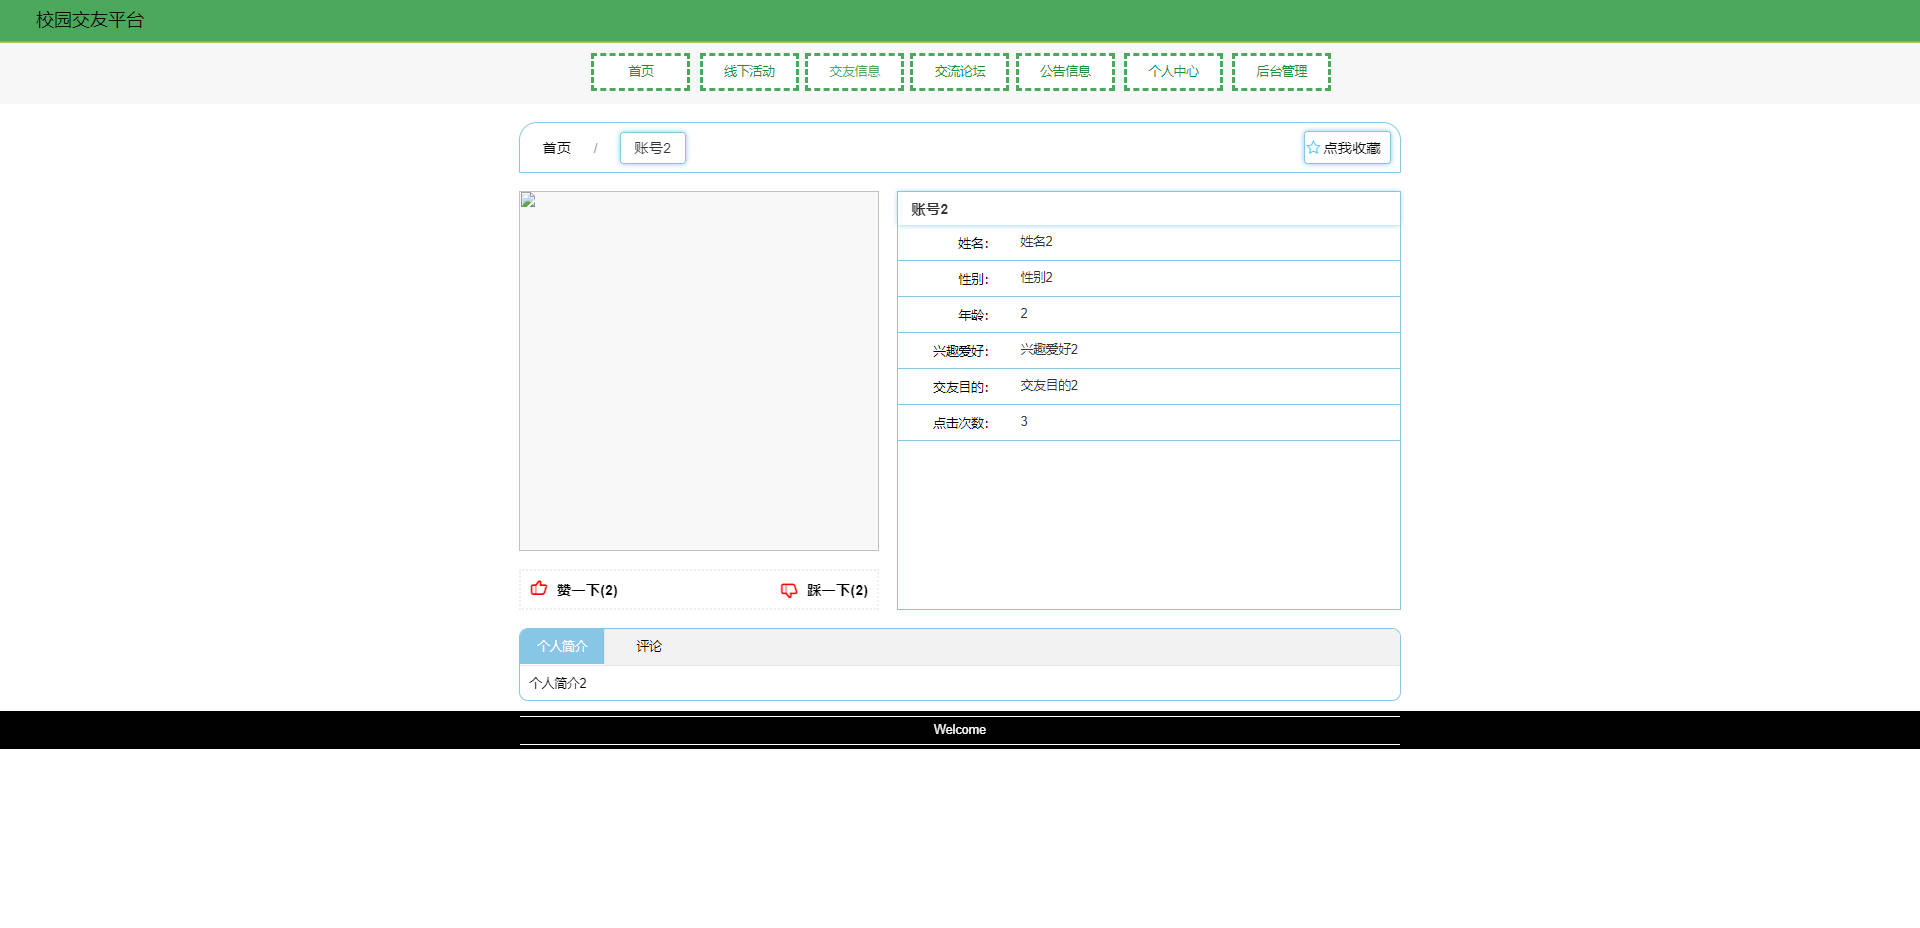 校园交友平台
首页 线下活动 交友信息 交流论坛 公告信息 个人中心 后台管理
首页 / 账号2 点我收藏
账号2
姓名: 姓名2
性别: 性别2
年龄: 2
兴趣爱好: 兴趣爱好2
交友目的: 交友目的2
点击次数: 3
赞一下(2) 踩一下(2)
个人简介 评论
个人简介2
Welcome